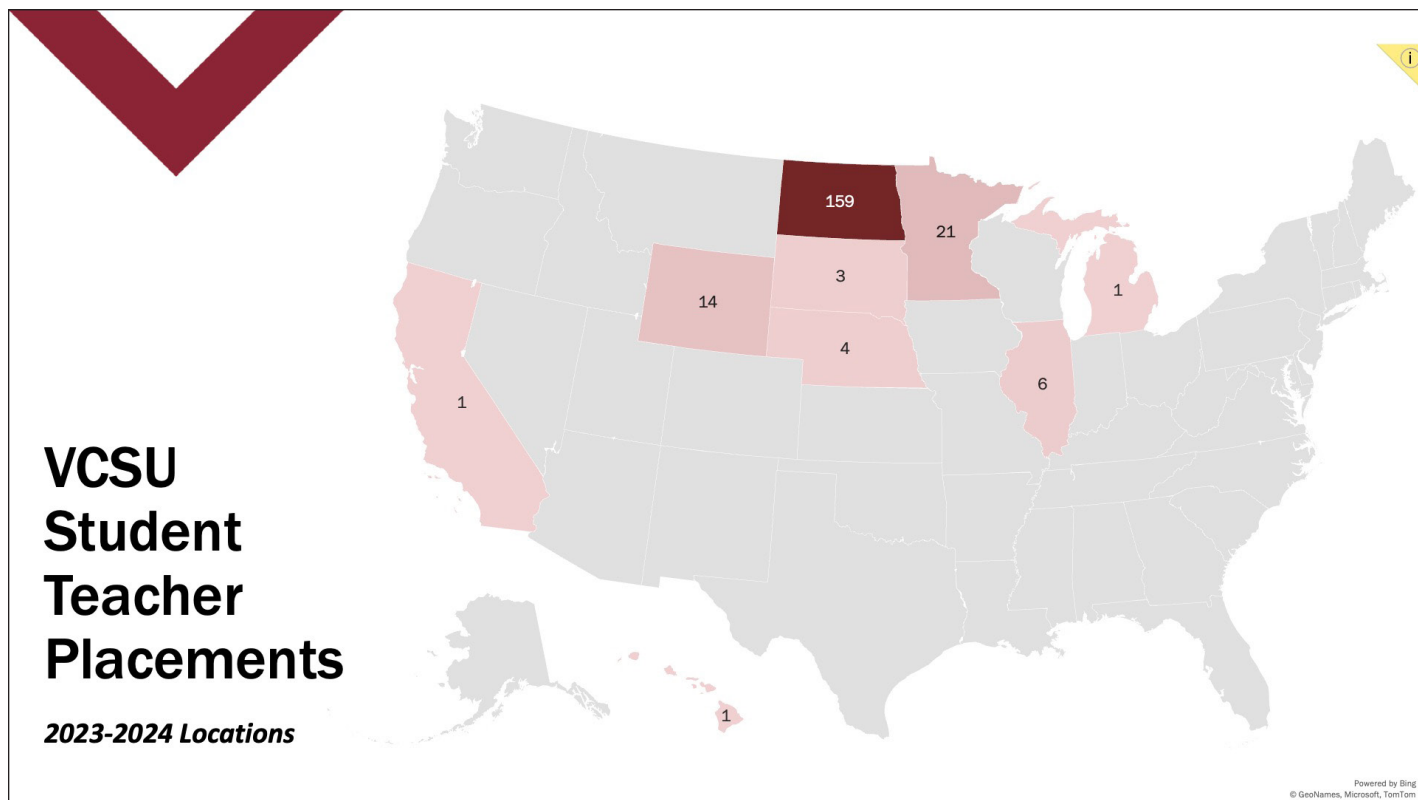 VCSU
Student
Teacher
Placements
2023-2024 Locations
159
21
3
14
1
4
6
1
1
i
Powered by Bing
© GeoNames, Microsoft, TomTom